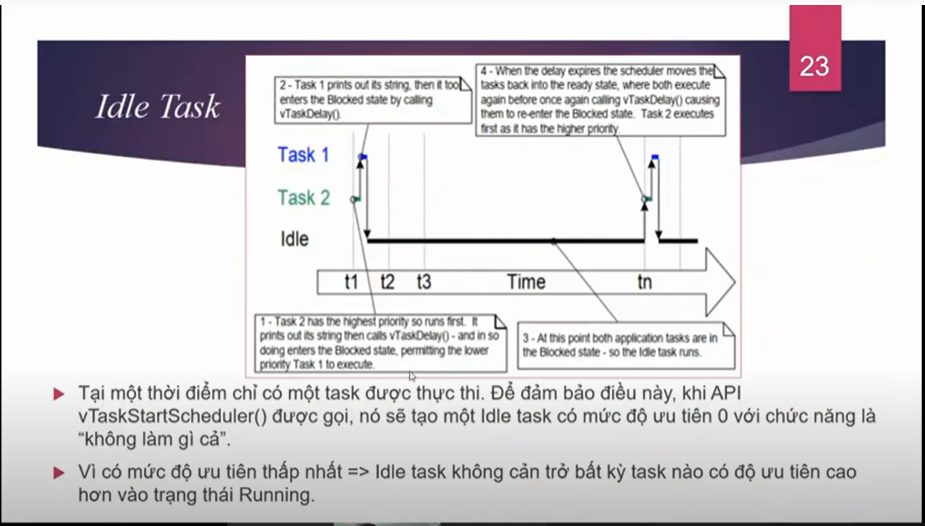 23
Idle Task
2 - Task 1 prints out its string, then it too
enters the Blocked state by calling
vTaskDelay().
4 - When the delay expires the scheduler moves the
tasks back into the ready state, where both execute
again before once again calling vTaskDelay() causing
them to re-enter the Blocked state. Task 2 executes
first as it has the higher priority.
Task 1
Task 2
Idle
t1 t2 t3 Time tn
1 - Task 2 has the highest priority so runs first. It
prints out its string then calls vTaskDelay() - and in so
doing enters the Blocked state, permitting the lower
priority Task 1 to execute.
3 - At this point both application tasks are in
the Blocked state - so the Idle task runs.
Tại một thời điểm chỉ có một task được thực thi. Để đảm bảo điều này, khi API
vTaskStartScheduler() được gọi, nó sẽ tạo một Idle task có mức độ ưu tiên 0 với chức năng là
“không làm gì cả”.
Vì có mức độ ưu tiên thấp nhất => Idle task không cản trở bất kỳ task nào có độ ưu tiên cao
hơn vào trạng thái Running.